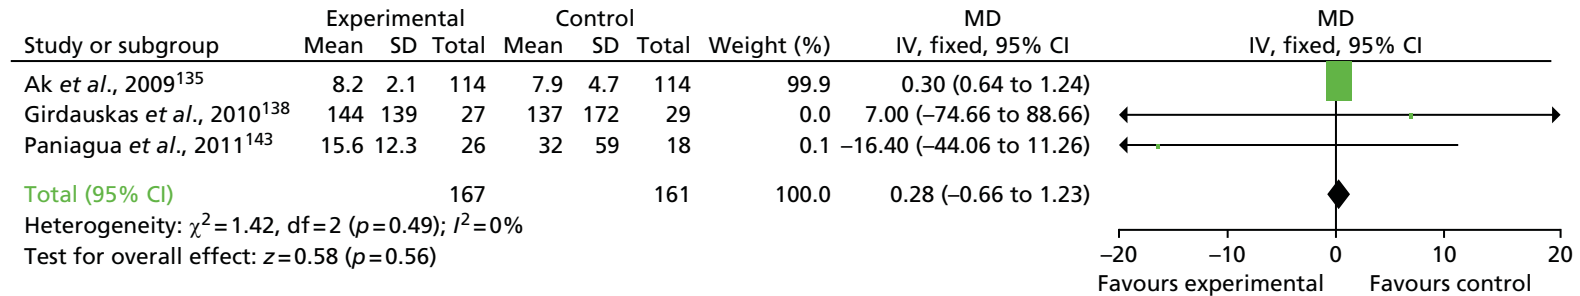 Experimental Control MD MD
Study or subgroup Mean SD Total Mean SD Total Weight (%) IV, fixed, 95% CI IV, fixed, 95% CI
Ak et al., 2009¹³⁵ 8.2 2.1 114 7.9 4.7 114 99.9 0.30 (0.64 to 1.24)
Girdauskas et al., 2010¹³⁸ 144 139 27 137 172 29 0.0 7.00 (–74.66 to 88.66)
Paniagua et al., 2011¹⁴³ 15.6 12.3 26 32 59 18 0.1 –16.40 (–44.06 to 11.26)
Total (95% CI) 167 161 100.0 0.28 (–0.66 to 1.23)
Heterogeneity: χ²=1.42, df=2 (p=0.49); I²=0%
Test for overall effect: z=0.58 (p=0.56)
–20 –10 0 10 20
Favours experimental Favours control